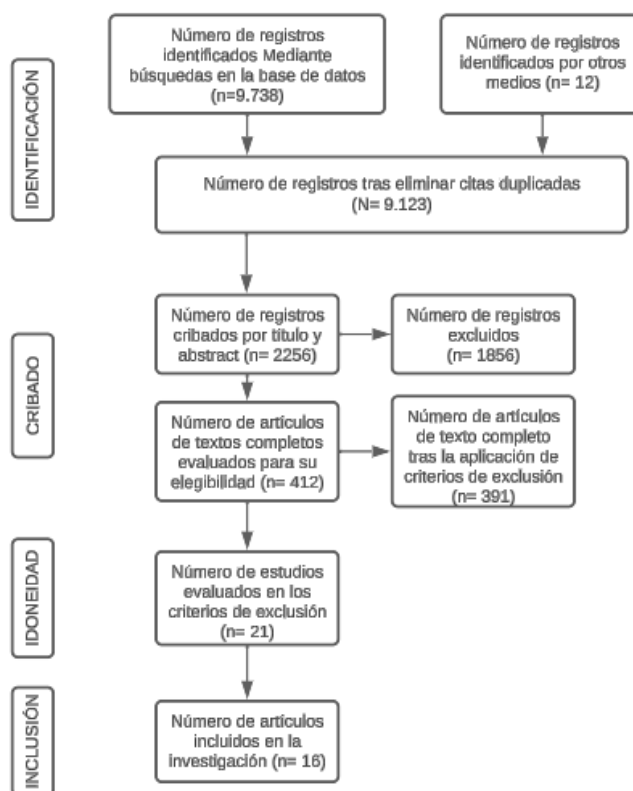 Número de registros
identificados Mediante
búsquedas en la base de datos
(n=9.738)
Número de registros
identificados por otros
medios (n= 12)
IDENTIFICACIÓN
Número de registros tras eliminar citas duplicadas
(N= 9.123)
Número de registros
cribados por título y
abstract (n= 2256)
Número de registros
excluidos
(n= 1856)
CRIBADO
Número de artículos
de textos completos
evaluados para su
elegibilidad (n= 412)
Número de artículos
de texto completo
tras la aplicación de
criterios de exclusión
(n= 391)
IDONEIDAD
Número de estudios
evaluados en los
criterios de exclusión
(n= 21)
INCLUSIÓN
Número de artículos
incluidos en la
investigación (n= 16)